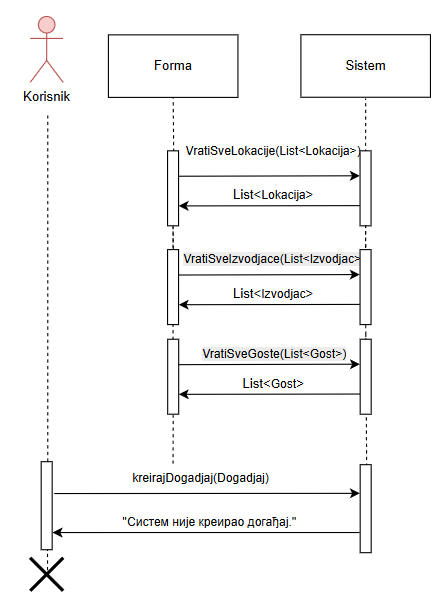 Forma
Sistem
Korisnik
VratiSveLokacije(List<Lokacija>)
List<Lokacija>
VratiSveIzvodjace(List<Izvodjac>
List<Izvodjac>
VratiSveGoste(List<Gost>)
List<Gost>
kreirajDogadjaj(Dogadjaj)
"Систем није креирао догађај."